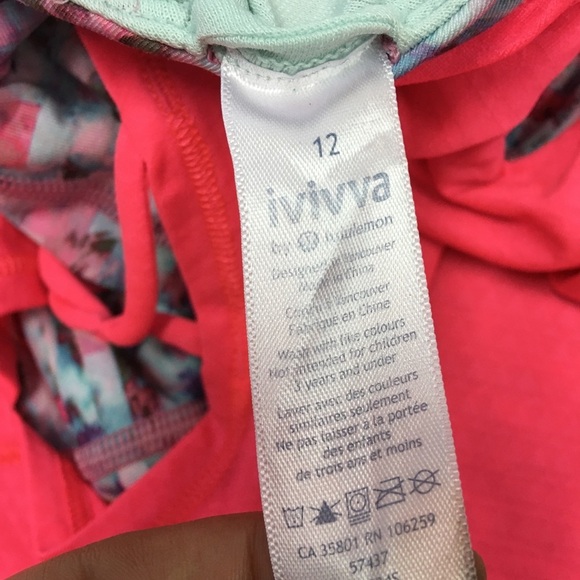 12
ivivva
by lululemon
Designed in Vancouver
Made in China
Conçu à Vancouver
Fabriqué en Chine
Wash with like colours
Not intended for children
3 years and under
Laver avec des couleurs
similaires seulement
Ne pas laisser à la portée
des enfants
de trois ans et moins
CA 35801 RN 106259
57437